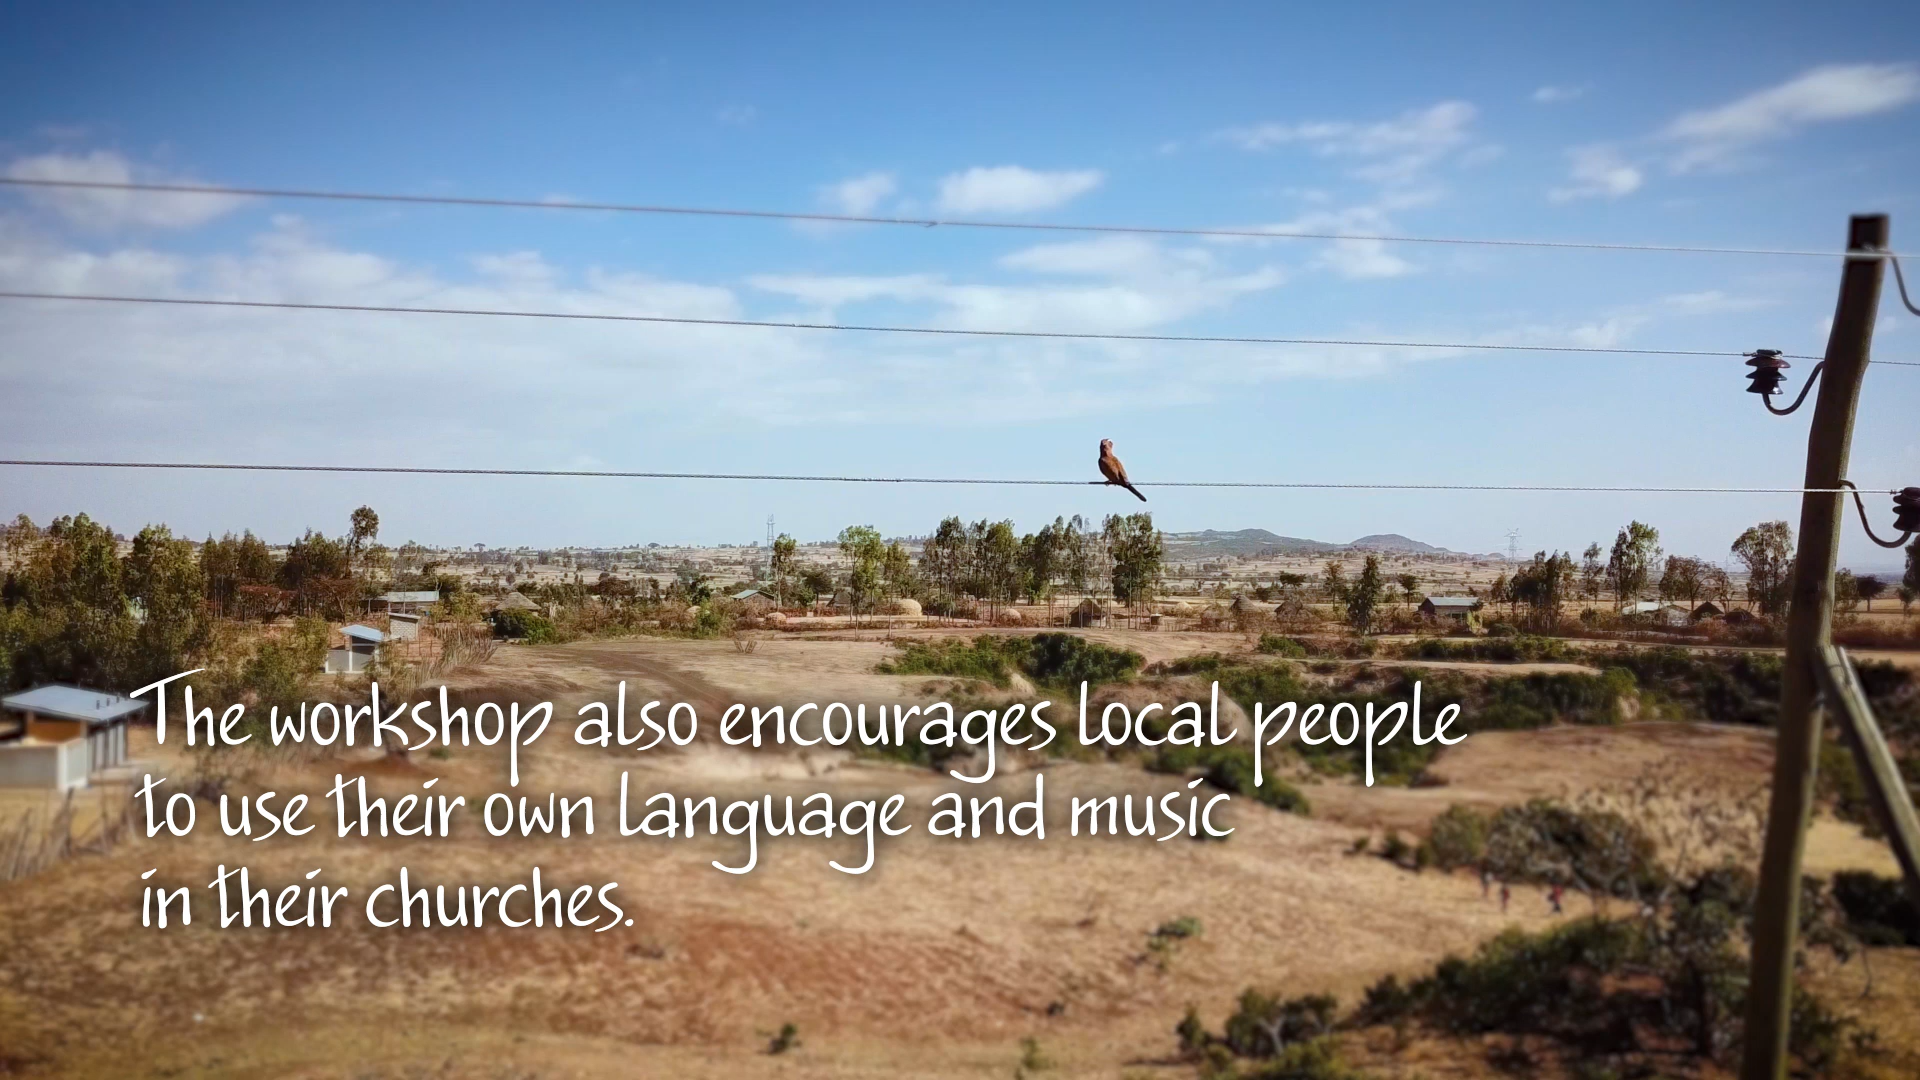 The workshop also encourages local people
to use their own language and music
in their churches.